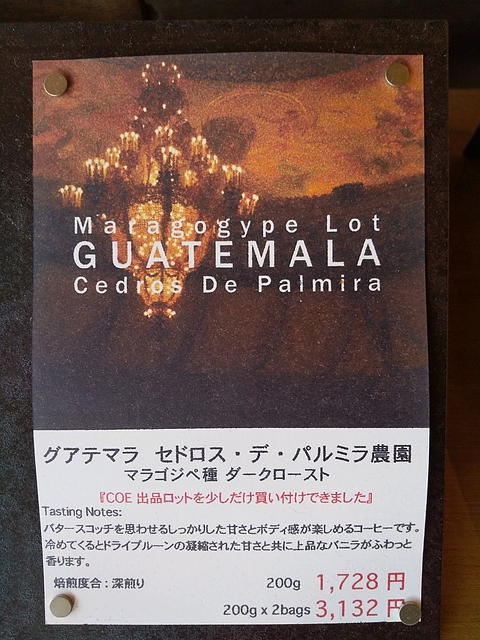 Maragogype Lot
GUATEMALA
Cedros De Palmira
グアテマラ セドロス・デ・パルミラ農園
マラゴジペ種 ダークロースト
『COE 出品ロットを少しだけ買い付けできました』
Tasting Notes:
バタースコッチを思わせるしっかりした甘さとボディ感が楽しめるコーヒーです。
冷めてくるとドライプルーンの凝縮された甘さと共に上品なバニラがふわっと
香ります。
焙煎度合：深煎り 200g 1,728 円
200g x 2bags 3,132 円